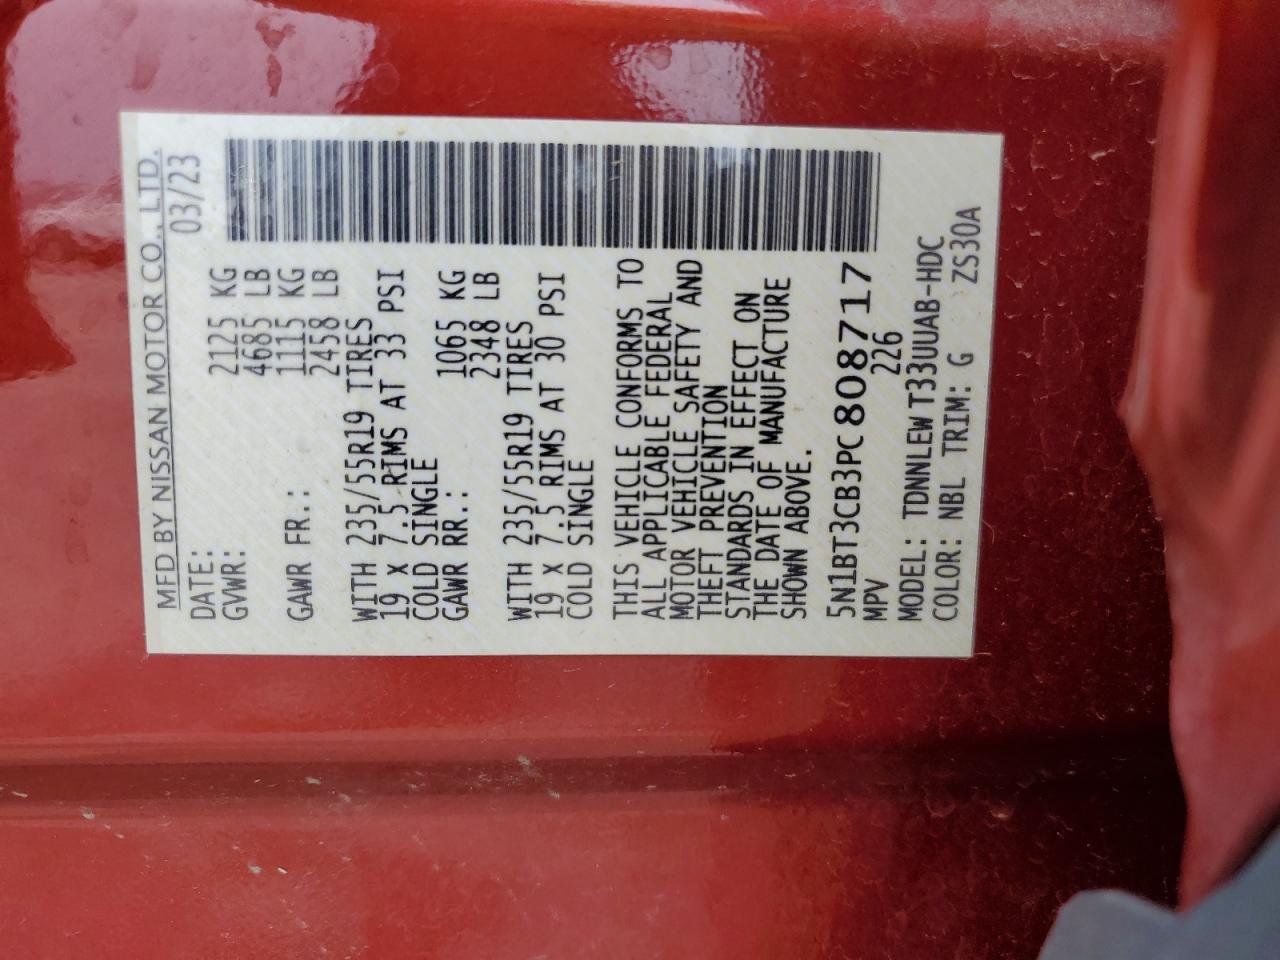 MFD BY NISSAN MOTOR CO., LTD.
DATE: 03/23
GVWR: 2125 KG
4685 LB
GAWR FR.: 1115 KG
2458 LB
WITH 235/55R19 TIRES
19 x 7.5 RIMS AT 33 PSI
COLD SINGLE
GAWR RR.: 1065 KG
2348 LB
WITH 235/55R19 TIRES
19 x 7.5 RIMS AT 30 PSI
COLD SINGLE
THIS VEHICLE CONFORMS TO
ALL APPLICABLE FEDERAL
MOTOR VEHICLE SAFETY AND
THEFT PREVENTION
STANDARDS IN EFFECT ON
THE DATE OF MANUFACTURE
SHOWN ABOVE.
5N1BT3CB3PC808717
MPV 226
MODEL: TDNNLEWT33UUAB-HDC
COLOR: NBL TRIM: G ZS30A